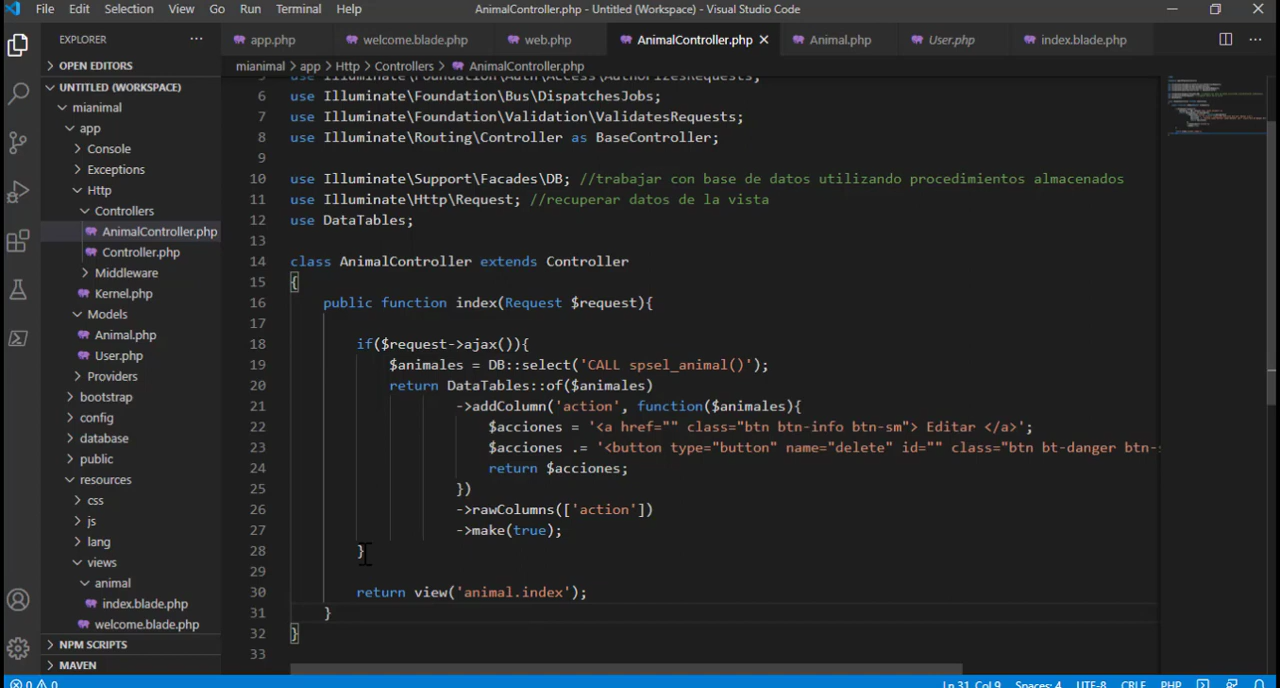 File Edit Selection View Go Run Terminal Help AnimalController.php - Untitled (Workspace) - Visual Studio Code
EXPLORER ...
app.php welcome.blade.php web.php AnimalController.php Animal.php User.php index.blade.php
OPEN EDITORS
mianimal > app > Http > Controllers > AnimalController.php
UNTITLED (WORKSPACE)
mianimal
app
Console
Exceptions
Http
Controllers
AnimalController.php
Controller.php
Middleware
Kernel.php
Models
Animal.php
User.php
Providers
bootstrap
config
database
public
resources
css
js
lang
views
animal
index.blade.php
welcome.blade.php
NPM SCRIPTS
MAVEN
5 use Illuminate\Foundation\Auth\Access\AuthorizesRequests;
6 use Illuminate\Foundation\Bus\DispatchesJobs;
7 use Illuminate\Foundation\Validation\ValidatesRequests;
8 use Illuminate\Routing\Controller as BaseController;
9
10 use Illuminate\Support\Facades\DB; //trabajar con base de datos utilizando procedimientos almacenados
11 use Illuminate\Http\Request; //recuperar datos de la vista
12 use DataTables;
13
14 class AnimalController extends Controller
15 {
16 public function index(Request $request){
17
18 if($request->ajax()){
19 $animales = DB::select('CALL spsel_animal()');
20 return DataTables::of($animales)
21 ->addColumn('action', function($animales){
22 $acciones = '<a href="" class="btn btn-info btn-sm"> Editar </a>';
23 $acciones .= '<button type="button" name="delete" id="" class="btn bt-danger btn-
24 return $acciones;
25 })
26 ->rawColumns(['action'])
27 ->make(true);
28 }
29
30 return view('animal.index');
31 }
32 }
33
0 0 Ln 31, Col 9 Spaces: 4 UTF-8 CRLF PHP